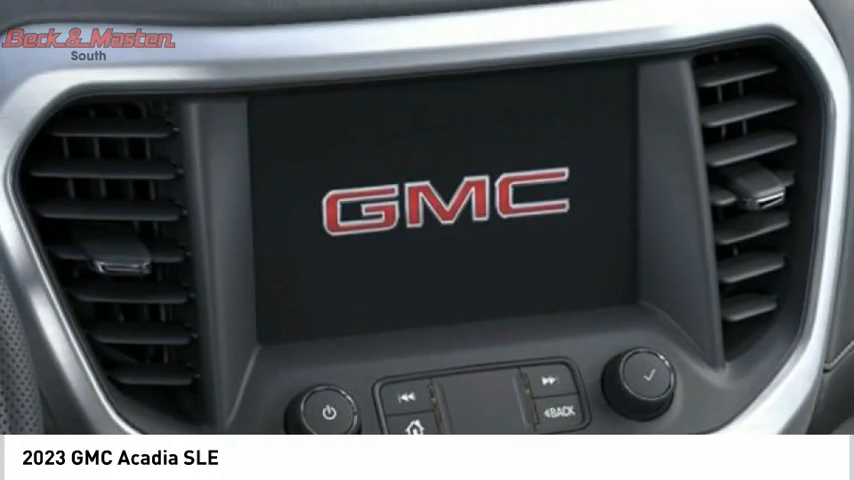 Beck & Masten
South
GMC
BACK
2023 GMC Acadia SLE